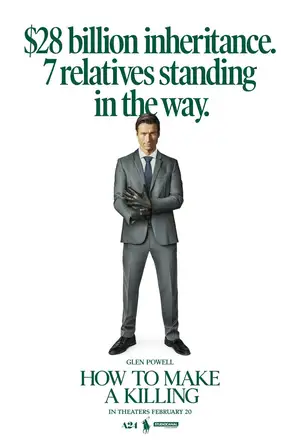 $28 billion inheritance.
7 relatives standing
in the way.
GLEN POWELL
HOW TO MAKE
A KILLING
IN THEATERS FEBRUARY 20
A24 STUDIOCANAL